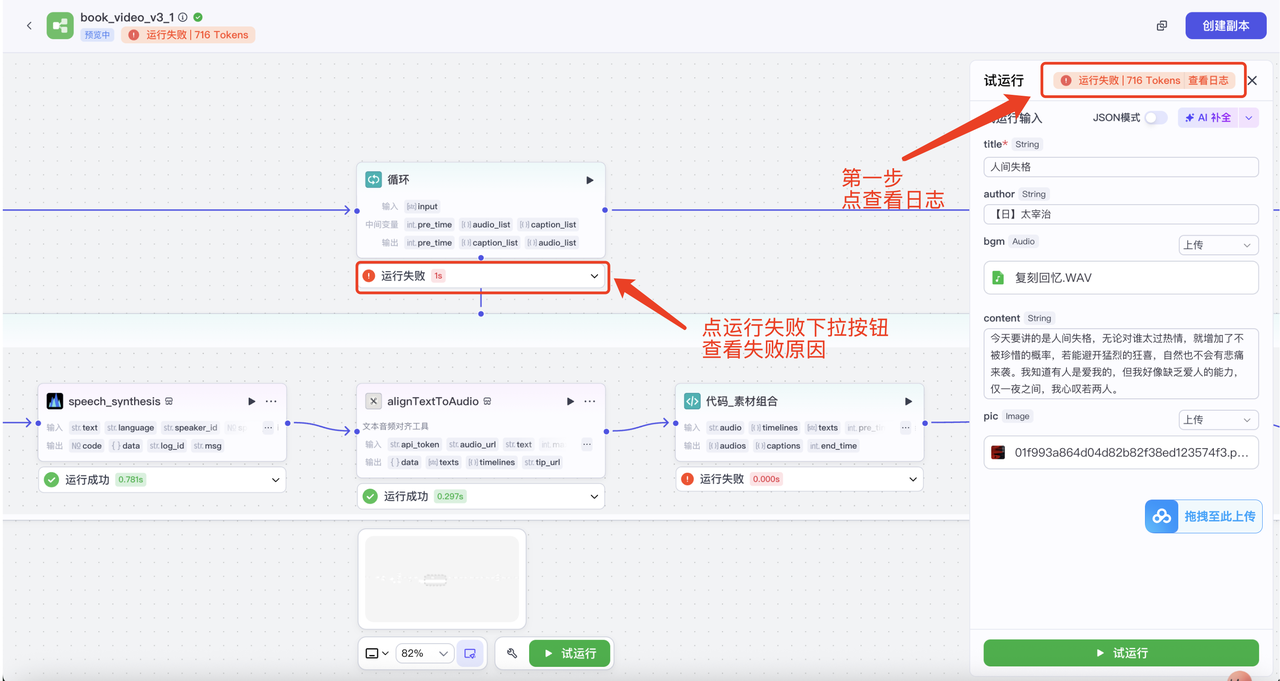 book_video_v3_1
预览中 运行失败 | 716 Tokens
创建副本
试运行 运行失败 | 716 Tokens 查看日志
运行输入 JSON模式 AI 补全
title* String
人间失格
author String
【日】太宰治
bgm Audio 上传
复刻回忆.WAV
content String
今天要讲的是人间失格，无论对谁太过热情，就增加了不
被珍惜的概率，若能避开猛烈的狂喜，自然也不会有悲痛
来袭。我知道有人是爱我的，但我好像缺乏爱人的能力，
仅一夜之间，我心叹若两人。
pic Image 上传
01f993a864d04d82b82f38ed123574f3.p...
拖拽至此上传
试运行
第一步
点查看日志
循环
输入 input
中间变量 int. pre_time audio_list caption_list
输出 int. pre_time caption_list audio_list
运行失败 1s
点运行失败下拉按钮
查看失败原因
speech_synthesis
输入 str. text str. language str. speaker_id
输出 code { } data str. log_id str. msg
运行成功 0.781s
alignTextToAudio
文本音频对齐工具
输入 str. api_token str. audio_url str. text
输出 { } data texts timelines str. tip_url
运行成功 0.297s
代码_素材组合
输入 str. audio timelines texts int. pre_ti
输出 audios captions int. end_time
运行失败 0.000s
82% 试运行